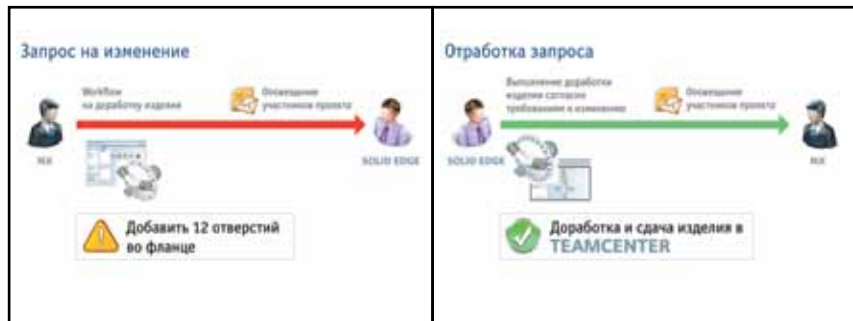 Запрос на изменение
Workflow
на доработку изделия
Оповещение
участников проекта
NX
SOLID EDGE
Добавить 12 отверстий
во фланце
Отработка запроса
Выполнение доработки
изделия согласно
требованиям к изменению
Оповещение
участников проекта
SOLID EDGE
NX
Доработка и сдача изделия в
TEAMCENTER